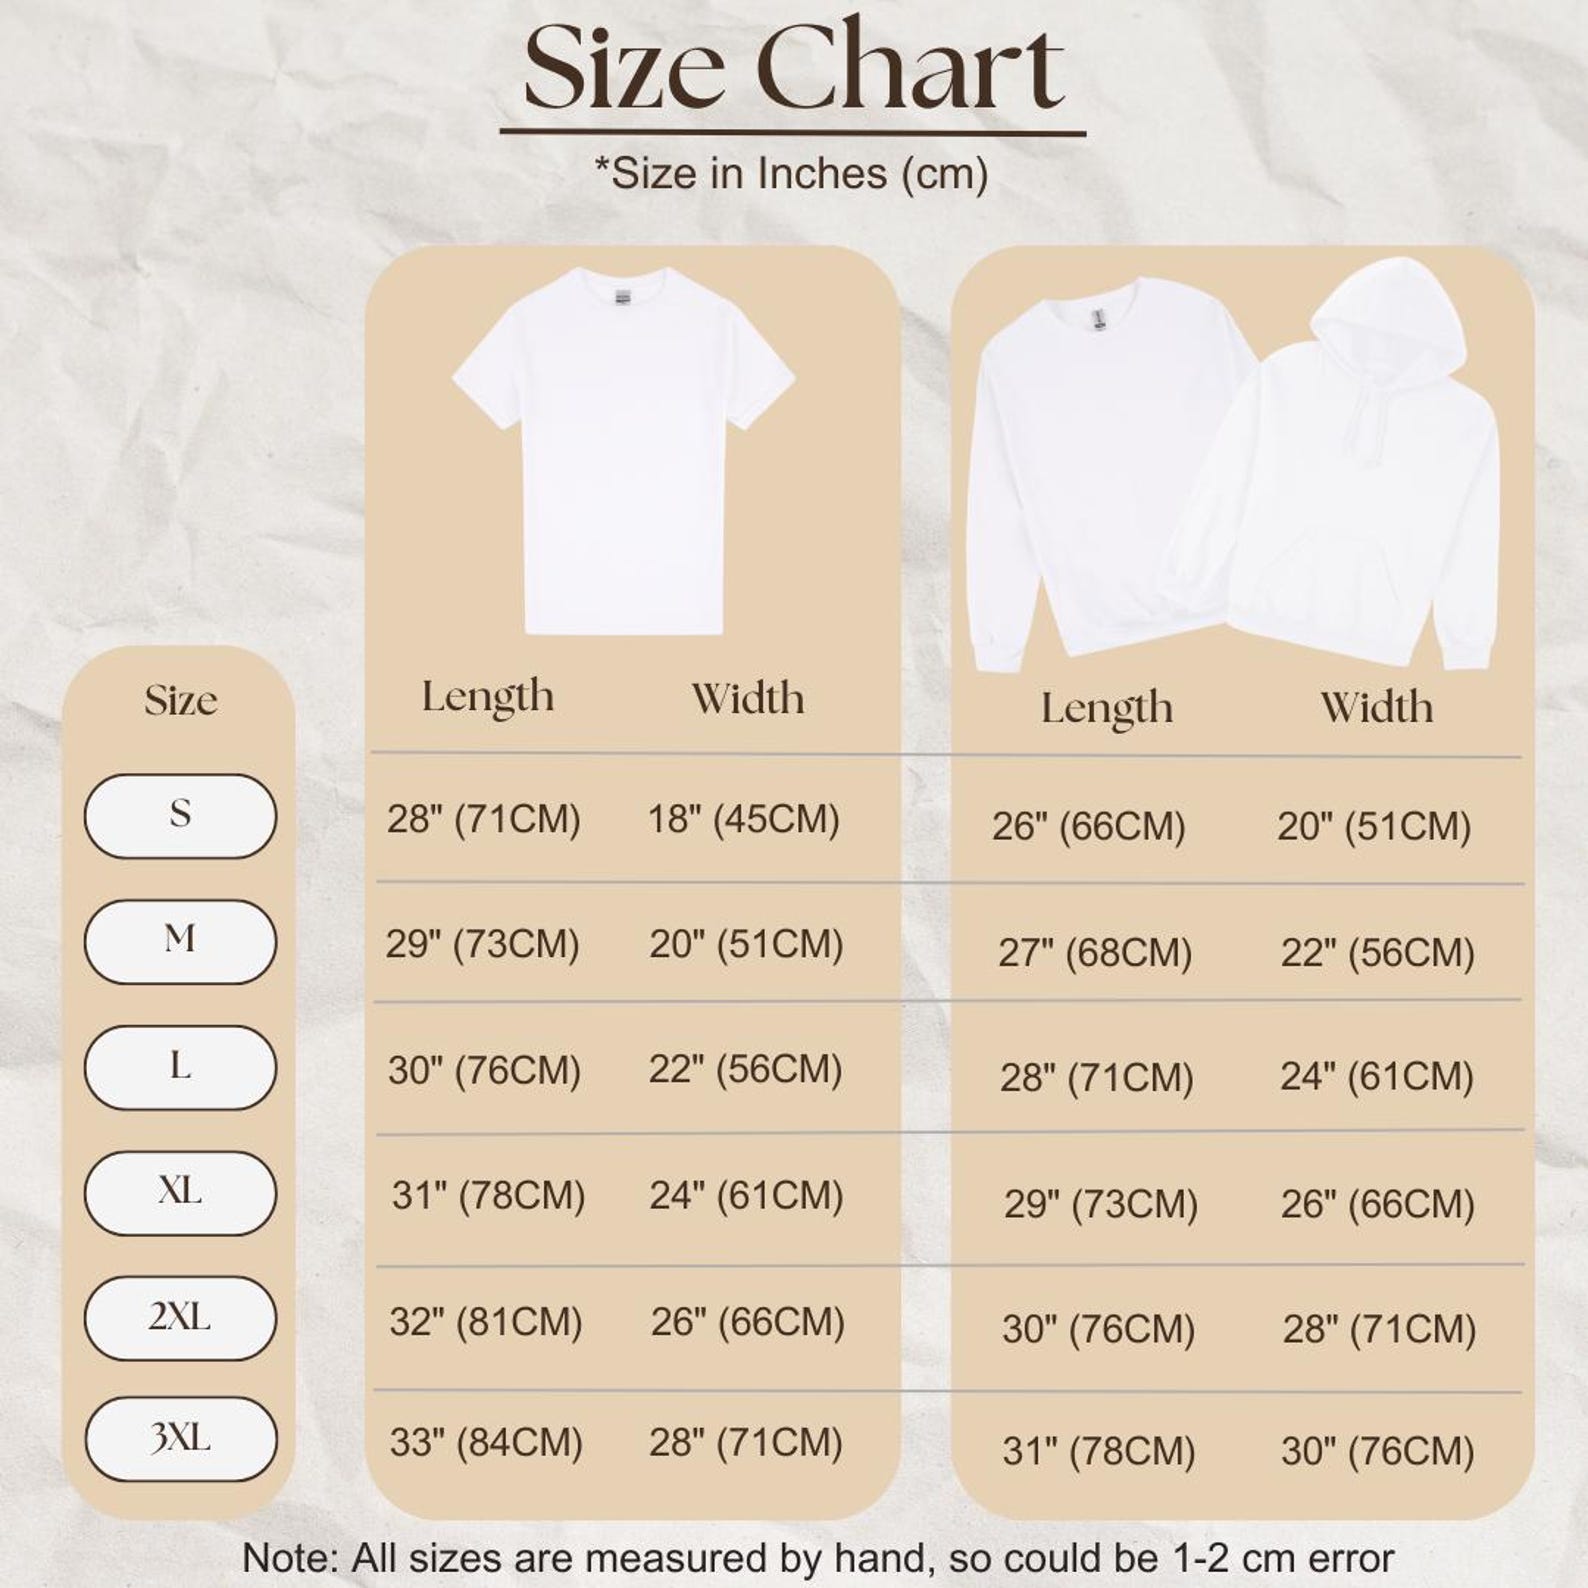 Size Chart
*Size in Inches (cm)
Size
Length Width Length Width
S 28" (71CM) 18" (45CM) 26" (66CM) 20" (51CM)
M 29" (73CM) 20" (51CM) 27" (68CM) 22" (56CM)
L 30" (76CM) 22" (56CM) 28" (71CM) 24" (61CM)
XL 31" (78CM) 24" (61CM) 29" (73CM) 26" (66CM)
2XL 32" (81CM) 26" (66CM) 30" (76CM) 28" (71CM)
3XL 33" (84CM) 28" (71CM) 31" (78CM) 30" (76CM)
Note: All sizes are measured by hand, so could be 1-2 cm error